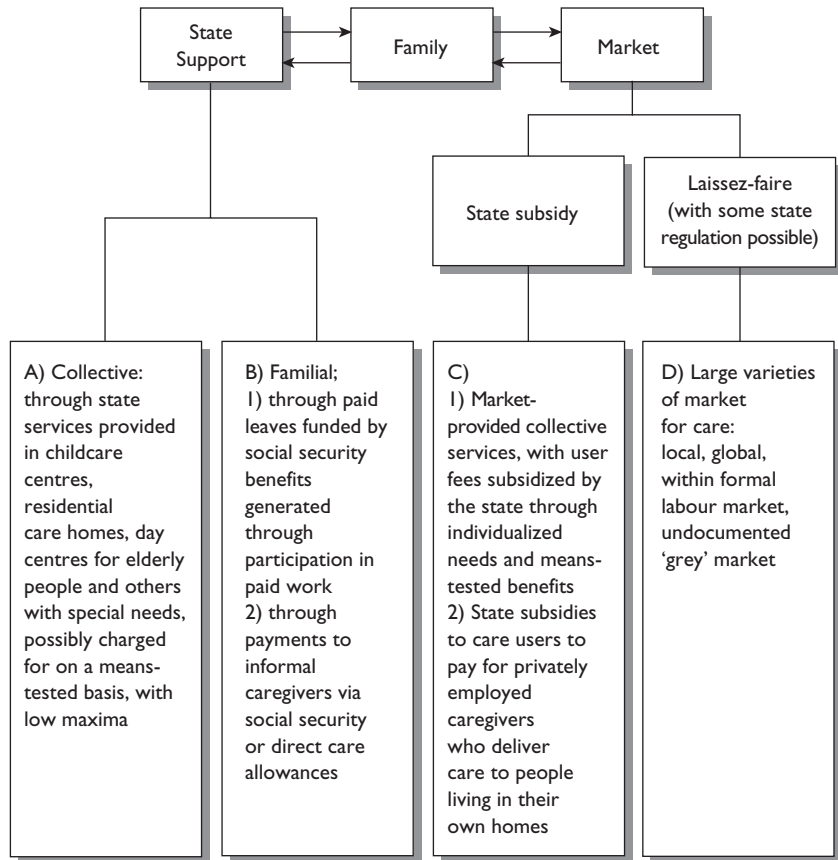 State
Support
Family
Market
State subsidy
Laissez-faire
(with some state
regulation possible)
A) Collective:
through state
services provided
in childcare
centres,
residential
care homes, day
centres for elderly
people and others
with special needs,
possibly charged
for on a means-
tested basis, with
low maxima
B) Familial;
1) through paid
leaves funded by
social security
benefits
generated
through
participation in
paid work
2) through
payments to
informal
caregivers via
social security
or direct care
allowances
C)
1) Market-
provided collective
services, with user
fees subsidized by
the state through
individualized
needs and means-
tested benefits
2) State subsidies
to care users to
pay for privately
employed
caregivers
who deliver
care to people
living in their
own homes
D) Large varieties
of market
for care:
local, global,
within formal
labour market,
undocumented
‘grey’ market